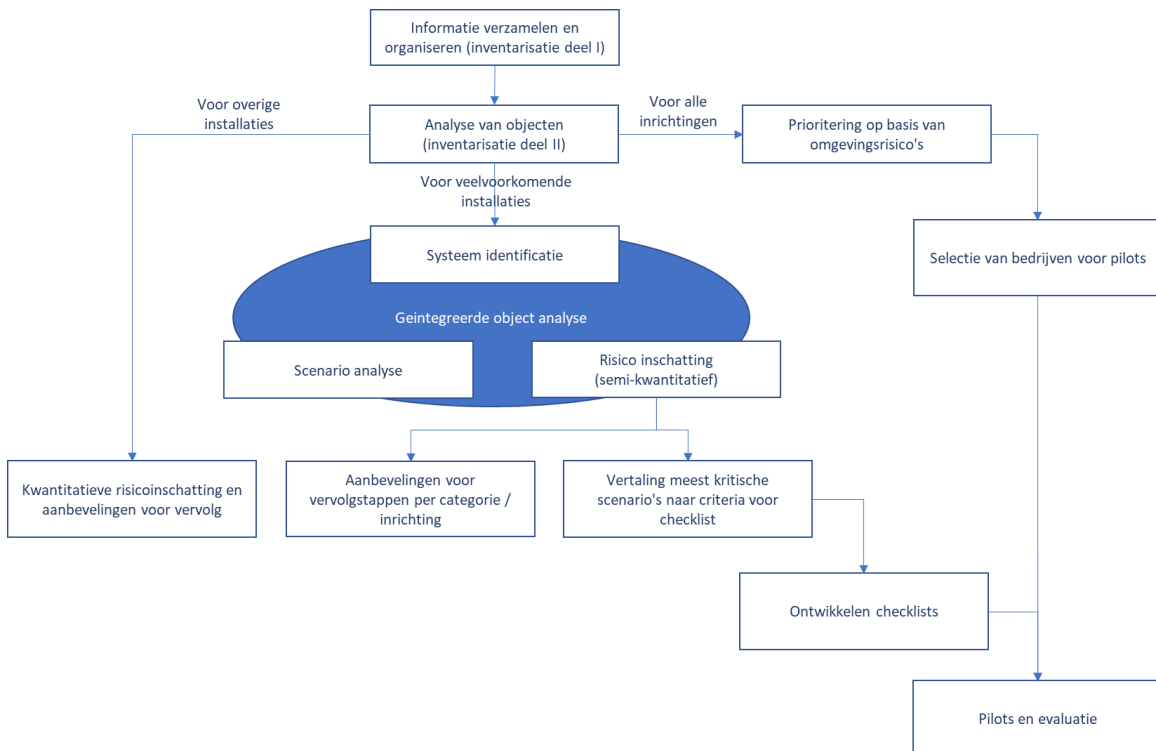 Informatie verzamelen en
organiseren (inventarisatie deel I)
Voor overige
installaties
Analyse van objecten
(inventarisatie deel II)
Voor alle
inrichtingen
Prioritering op basis van
omgevingsrisico's
Voor veelvoorkomende
installaties
Systeem identificatie
Selectie van bedrijven voor pilots
Geintegreerde object analyse
Scenario analyse
Risico inschatting
(semi-kwantitatief)
Kwantitatieve risicoinschatting en
aanbevelingen voor vervolg
Aanbevelingen voor
vervolgstappen per categorie /
inrichting
Vertaling meest kritische
scenario's naar criteria voor
checklist
Ontwikkelen checklists
Pilots en evaluatie